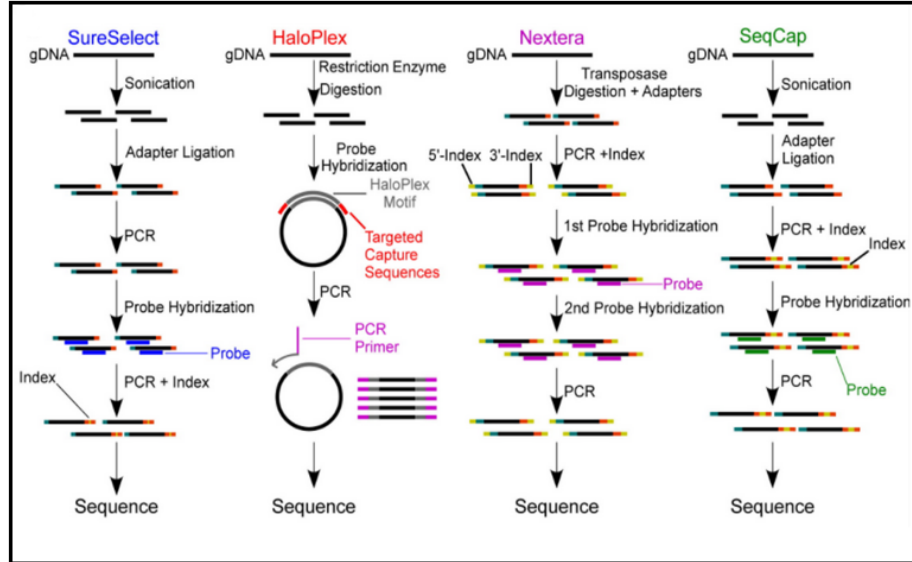 SureSelect
gDNA
Sonication
Adapter Ligation
PCR
Probe Hybridization
Probe
Index
PCR + Index
Sequence
HaloPlex
gDNA
Restriction Enzyme
Digestion
Probe
Hybridization
HaloPlex
Motif
Targeted
Capture
Sequences
PCR
PCR
Primer
Sequence
Nextera
gDNA
Transposase
Digestion + Adapters
5'-Index 3'-Index
PCR +Index
1st Probe Hybridization
Probe
2nd Probe Hybridization
PCR
Sequence
SeqCap
gDNA
Sonication
Adapter
Ligation
PCR + Index
Index
Probe Hybridization
Probe
PCR
Sequence